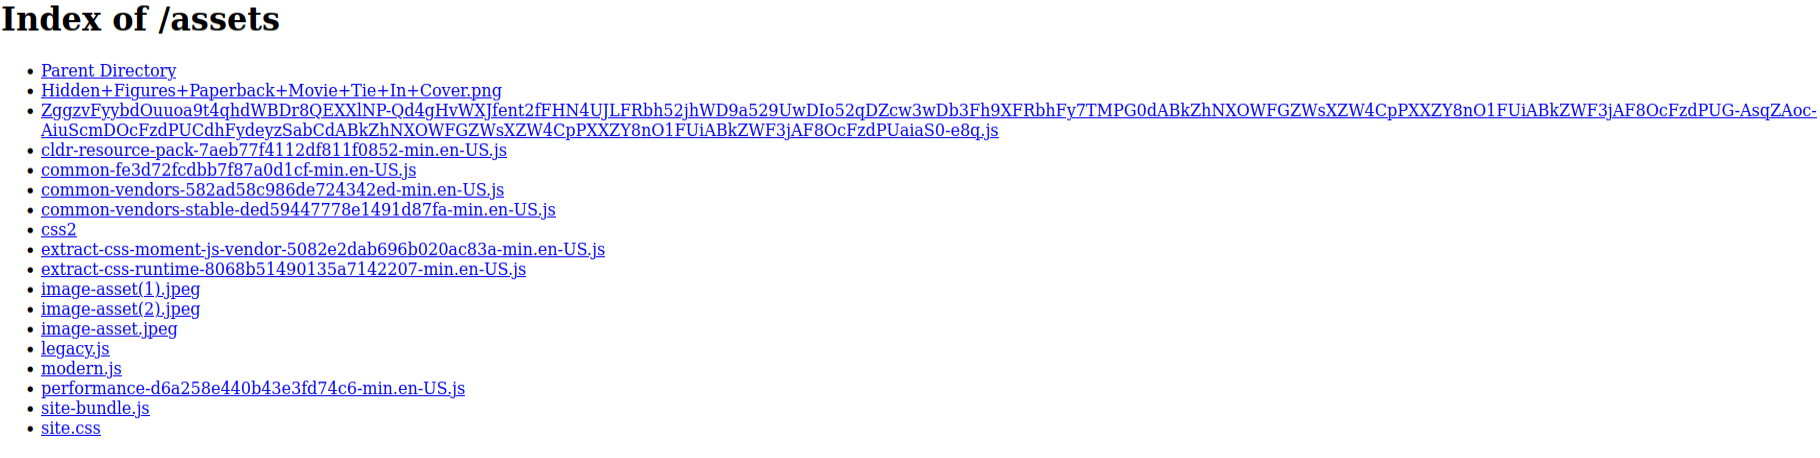 Index of /assets
Parent Directory
Hidden+Figures+Paperback+Movie+Tie+In+Cover.png
ZggzvFyybdOuuoa9t4qhdWBDr8QEXXlNP-Qd4gHvWXJfent2fFHN4UJLFRbh52jhWD9a529UwDIo52qDZcw3wDb3Fh9XFRbhFy7TMPG0dABkZhNXOWFGZWsXZW4CpPXXZY8nO1FUiABkZWF3jAF8OcFzdPUG-AsqZAoc-
AiuScmDOcFzdPUCdhFydeyzSabCdABkZhNXOWFGZWsXZW4CpPXXZY8nO1FUiABkZWF3jAF8OcFzdPUaiaS0-e8q.js
cldr-resource-pack-7aeb77f4112df811f0852-min.en-US.js
common-fe3d72fcdbb7f87a0d1cf-min.en-US.js
common-vendors-582ad58c986de724342ed-min.en-US.js
common-vendors-stable-ded59447778e1491d87fa-min.en-US.js
css2
extract-css-moment-js-vendor-5082e2dab696b020ac83a-min.en-US.js
extract-css-runtime-8068b51490135a7142207-min.en-US.js
image-asset(1).jpeg
image-asset(2).jpeg
image-asset.jpeg
legacy.js
modern.js
performance-d6a258e440b43e3fd74c6-min.en-US.js
site-bundle.js
site.css